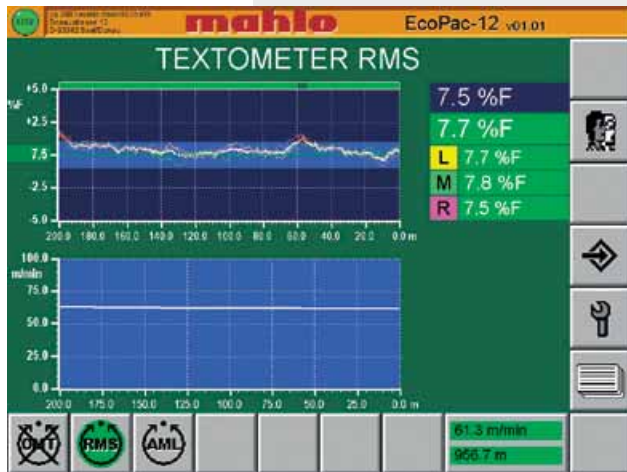 mahlo
EcoPac-12 v01.01
TEXTOMETER RMS
+5.0
%F
+2.5
7.5
-2.5
-5.0
200.0 180.0 160.0 140.0 120.0 100.0 80.0 60.0 40.0 20.0 0.0 m
7.5 %F
7.7 %F
L 7.7 %F
M 7.8 %F
R 7.5 %F
100.0
m/min
75.0
50.0
25.0
0.0
200.0 175.0 150.0 125.0 100.0 75.0 50.0 25.0 0.0 m
OMT RMS AML
61.3 m/min
956.7 m